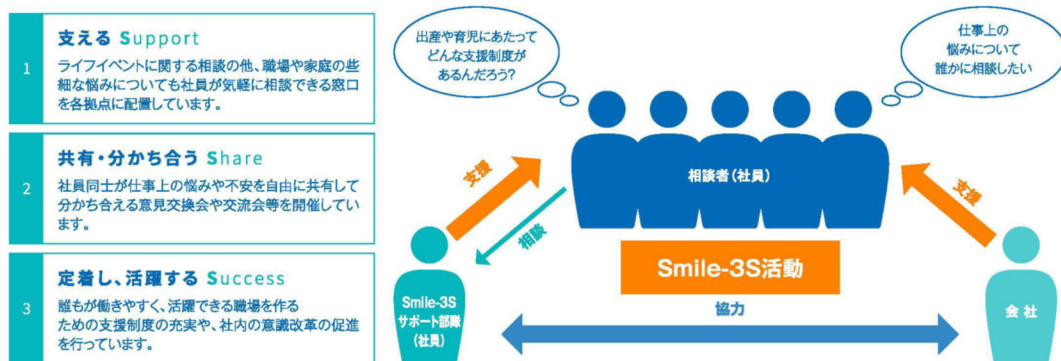 1
支える Support
ライフイベントに関する相談の他、職場や家庭の些
細な悩みについても社員が気軽に相談できる窓口
を各拠点に配置しています。
2
共有・分かち合う Share
社員同士が仕事上の悩みや不安を自由に共有して
分かち合える意見交換会や交流会等を開催してい
ます。
3
定着し、活躍する Success
誰もが働きやすく、活躍できる職場を作る
ための支援制度の充実や、社内の意識改革の促進
を行っています。
出産や育児にあたって
どんな支援制度が
あるんだろう?
仕事上の
悩みについて
誰かに相談したい
相談者(社員)
支援
相談
支援
Smile-3S活動
Smile-3S
サポート部隊
(社員)
協力
会社